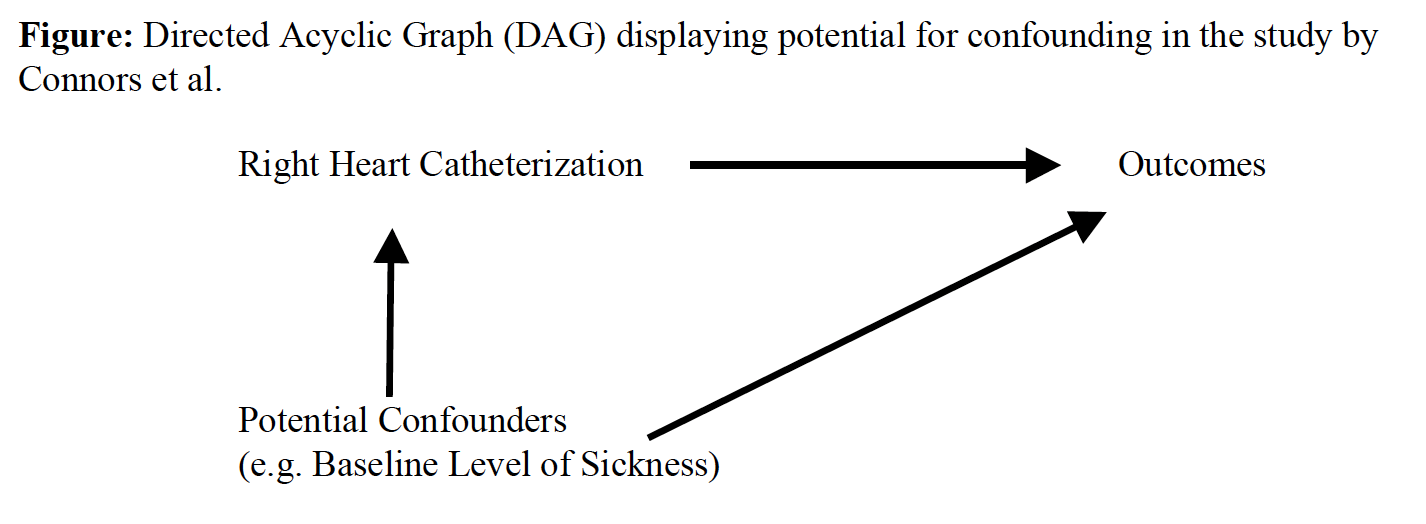 Figure: Directed Acyclic Graph (DAG) displaying potential for confounding in the study by
Connors et al.
Right Heart Catheterization
Outcomes
Potential Confounders
(e.g. Baseline Level of Sickness)